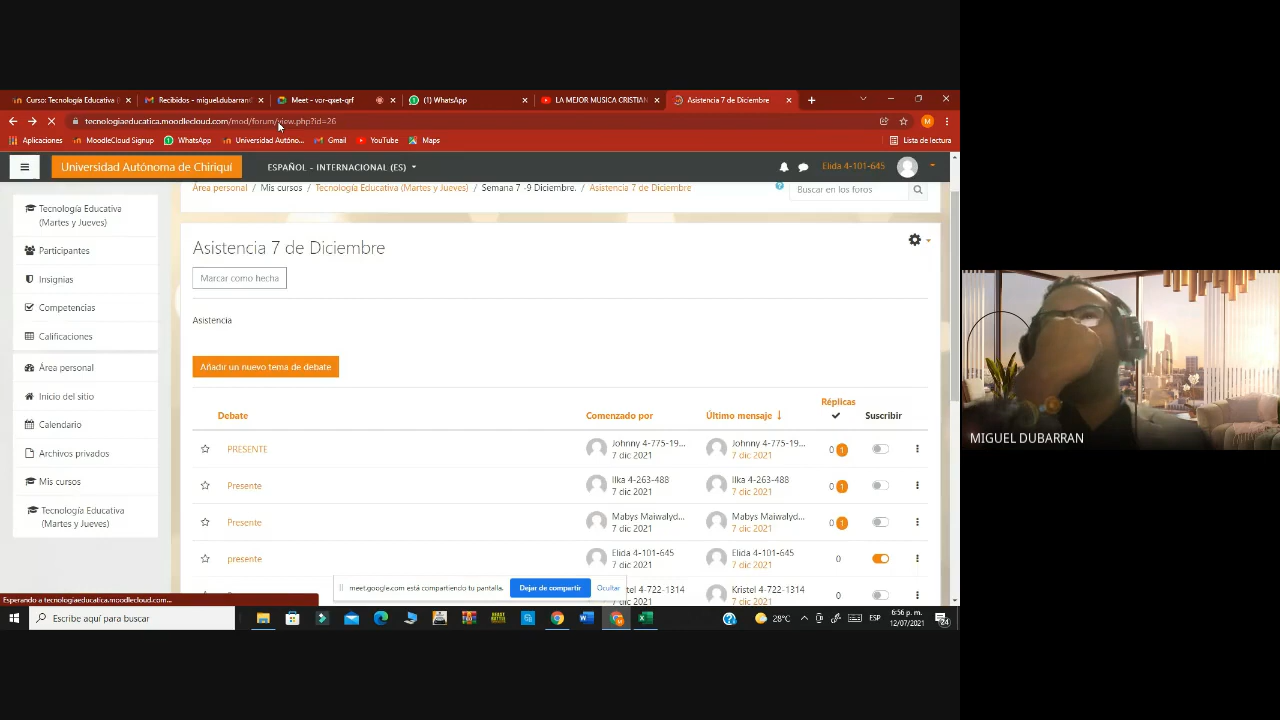 Curso: Tecnología Educativa (
Recibidos - miguel.dubarran
Meet - vor-qxet-qrf
(1) WhatsApp
LA MEJOR MUSICA CRISTIAN
Asistencia 7 de Diciembre
tecnologiaeducatica.moodlecloud.com/mod/forum/view.php?id=26
Aplicaciones
MoodleCloud Signup
WhatsApp
Universidad Autóno...
Gmail
YouTube
Maps
Lista de lectura
Universidad Autónoma de Chiriquí
ESPAÑOL - INTERNACIONAL (ES)
Elida 4-101-645
Área personal / Mis cursos / Tecnología Educativa (Martes y Jueves) / Semana 7 -9 Diciembre. / Asistencia 7 de Diciembre
Buscar en los foros
Tecnología Educativa
(Martes y Jueves)
Participantes
Insignias
Competencias
Calificaciones
Área personal
Inicio del sitio
Calendario
Archivos privados
Mis cursos
Tecnología Educativa
(Martes y Jueves)
Asistencia 7 de Diciembre
Marcar como hecha
Asistencia
Añadir un nuevo tema de debate
Debate
Comenzado por
Último mensaje
Réplicas
Suscribir
PRESENTE
Johnny 4-775-19...
7 dic 2021
Johnny 4-775-19...
7 dic 2021
0 1
Presente
Ilka 4-263-488
7 dic 2021
Ilka 4-263-488
7 dic 2021
0 1
Presente
Mabys Maiwalyd...
7 dic 2021
Mabys Maiwalyd...
7 dic 2021
0 1
presente
Elida 4-101-645
7 dic 2021
Elida 4-101-645
7 dic 2021
0
Kristel 4-722-1314
0
meet.google.com está compartiendo tu pantalla.
Dejar de compartir
Ocultar
Esperando a tecnologiaeducatica.moodlecloud.com...
Escribe aquí para buscar
28°C
ESP
6:56 p. m.
12/07/2021
24
MIGUEL DUBARRAN